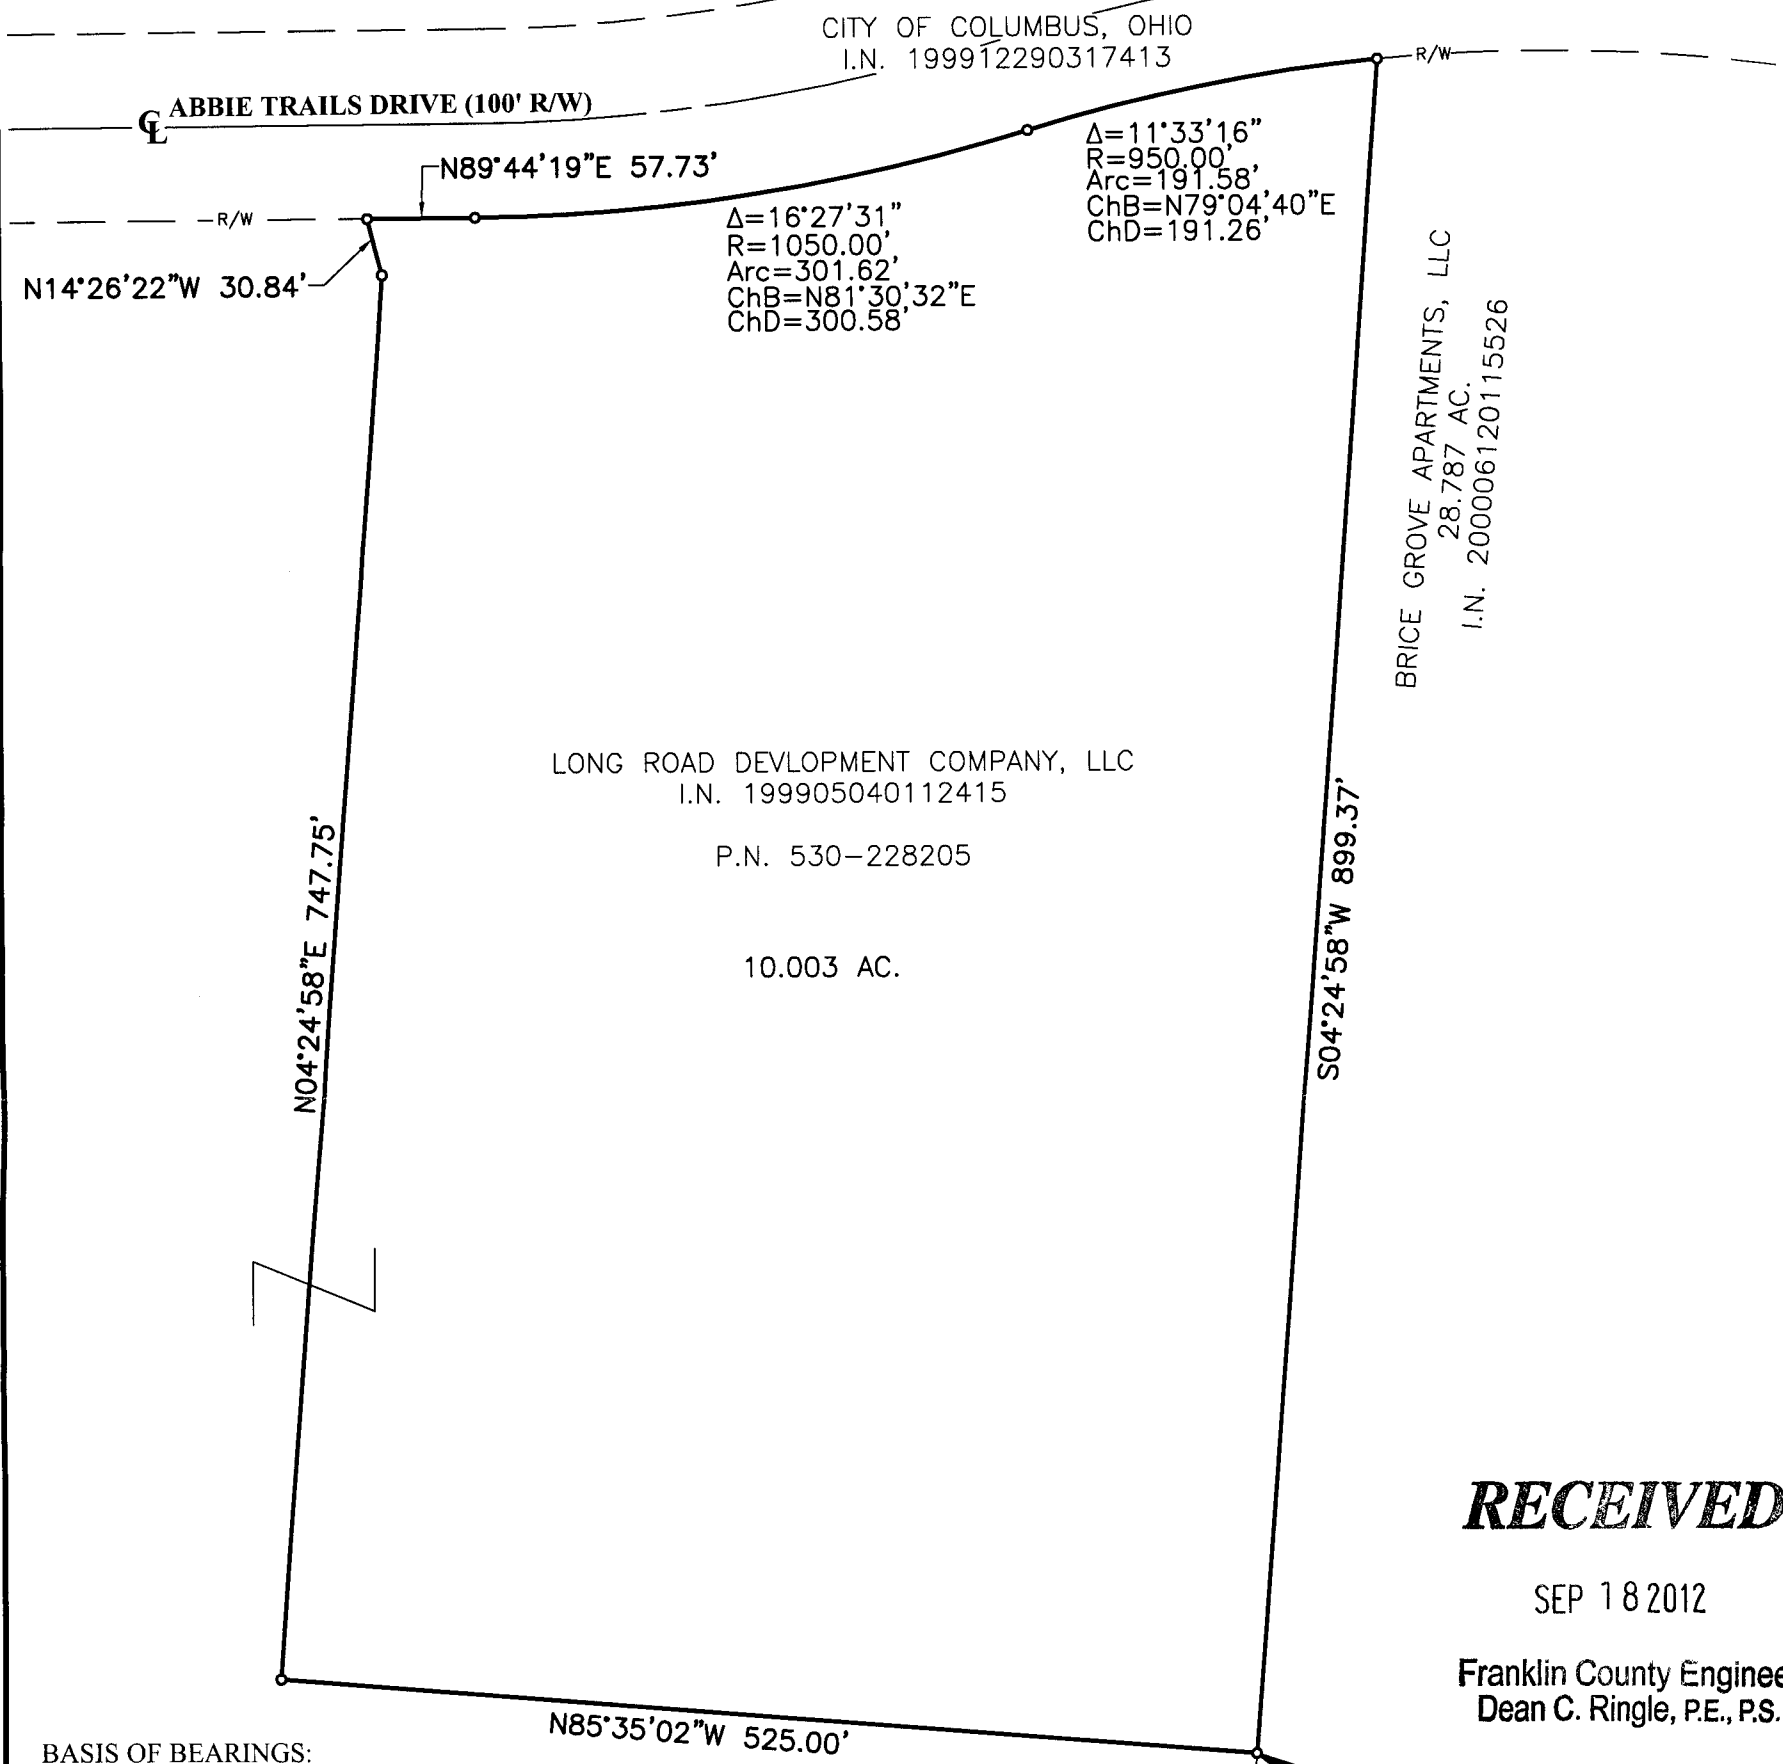 CITY OF COLUMBUS, OHIO
I.N. 199912290317413
R/W
℄ ABBIE TRAILS DRIVE (100' R/W)
N89°44'19"E 57.73'
Δ=11°33'16"
R=950.00'
Arc=191.58'
ChB=N79°04'40"E
ChD=191.26'
R/W
Δ=16°27'31"
R=1050.00'
Arc=301.62'
ChB=N81°30'32"E
ChD=300.58'
N14°26'22"W 30.84'
BRICE GROVE APARTMENTS, LLC
28.787 AC.
I.N. 200006120115526
LONG ROAD DEVLOPMENT COMPANY, LLC
I.N. 199905040112415
P.N. 530-228205
10.003 AC.
N04°24'58"E 747.75'
S04°24'58"W 899.37'
RECEIVED
SEP 18 2012
Franklin County Enginee
Dean C. Ringle, P.E., P.S.
N85°35'02"W 525.00'
BASIS OF BEARINGS: